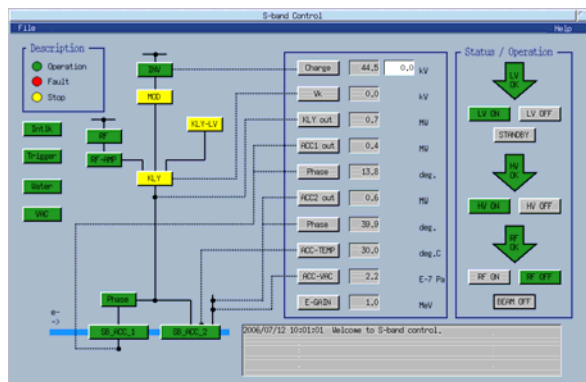 S-band Control
File
Help
Description
Operation
Fault
Stop
INV
MOD
KLY-LV
RF
RF-AMP
KLY
Intlk
Trigger
Water
VAC
Phase
e-
->
SB_ACC_1
SB_ACC_2
Charge 44.5 0.0 kV
Vk 0.0 kV
KLY out 0.7 MW
ACC1 out 0.4 MW
Phase 13.8 deg.
ACC2 out 0.6 MW
Phase 39.9 deg.
ACC-TEMP 30.0 deg.C
ACC-VAC 2.2 E-7 Pa
E-GAIN 1.0 MeV
Status / Operation
LV
OK
LV ON LV OFF
STANDBY
HV
OK
HV ON HV OFF
RF
OK
RF ON RF OFF
BEAM OFF
2006/07/12 10:01:01 Welcome to S-band control.